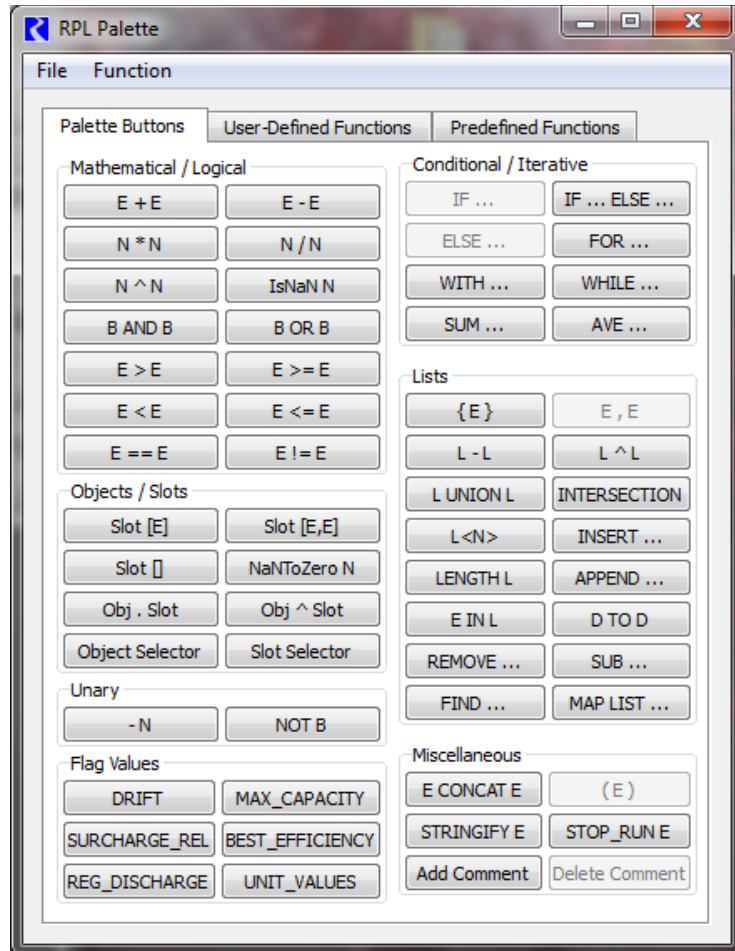 RPL Palette
File Function
Palette Buttons User-Defined Functions Predefined Functions
Mathematical / Logical
E + E E - E
N * N N / N
N ^ N IsNaN N
B AND B B OR B
E > E E >= E
E < E E <= E
E == E E != E
Objects / Slots
Slot [E] Slot [E,E]
Slot [] NaNToZero N
Obj . Slot Obj ^ Slot
Object Selector Slot Selector
Unary
- N NOT B
Flag Values
DRIFT MAX_CAPACITY
SURCHARGE_REL BEST_EFFICIENCY
REG_DISCHARGE UNIT_VALUES
Conditional / Iterative
IF ... IF ... ELSE ...
ELSE ... FOR ...
WITH ... WHILE ...
SUM ... AVE ...
Lists
{ E } E , E
L - L L ^ L
L UNION L INTERSECTION
L<N> INSERT ...
LENGTH L APPEND ...
E IN L D TO D
REMOVE ... SUB ...
FIND ... MAP LIST ...
Miscellaneous
E CONCAT E ( E )
STRINGIFY E STOP_RUN E
Add Comment Delete Comment